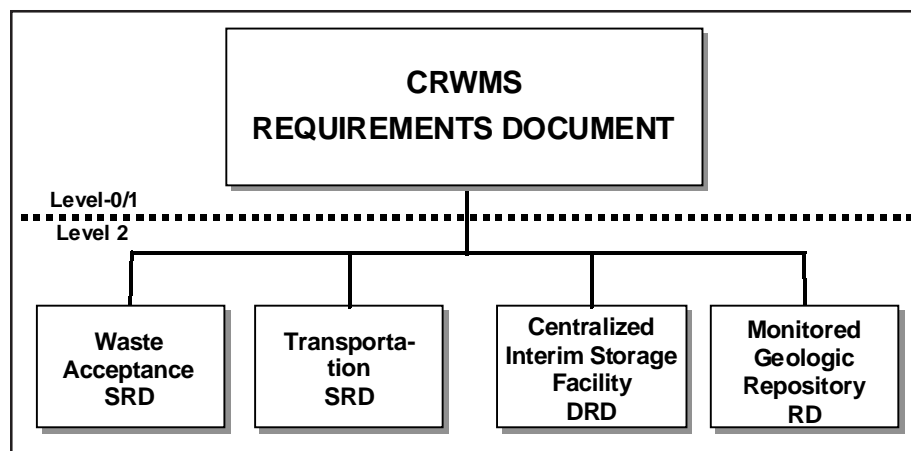 CRWMS
REQUIREMENTS DOCUMENT
Level-0/1
Level 2
Waste
Acceptance
SRD
Transporta-
tion
SRD
Centralized
Interim Storage
Facility
DRD
Monitored
Geologic
Repository
RD